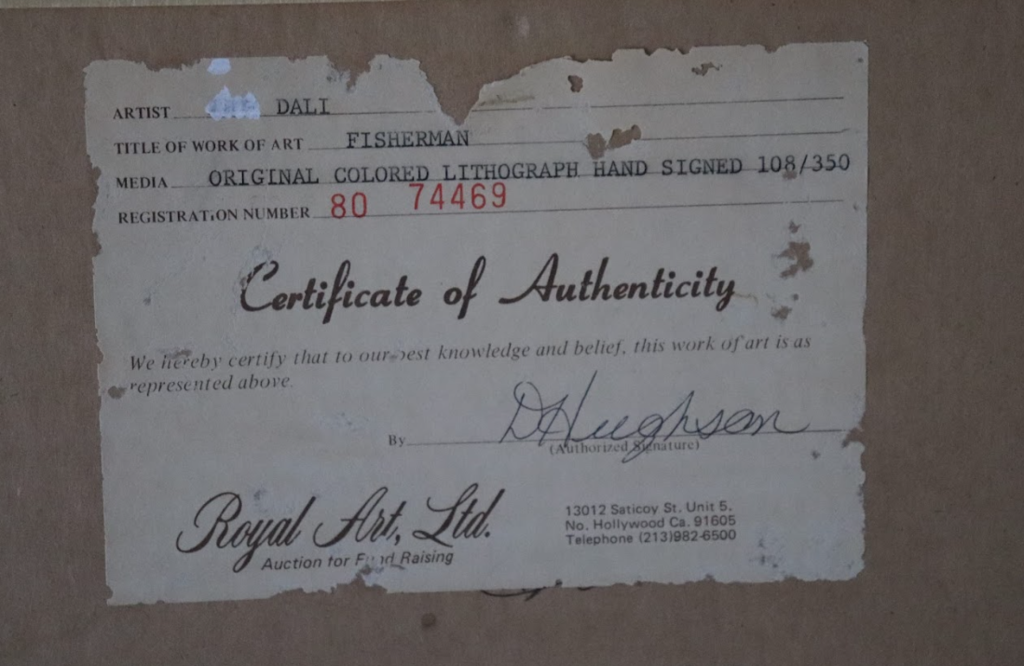 ARTIST DALI
TITLE OF WORK OF ART FISHERMAN
MEDIA ORIGINAL COLORED LITHOGRAPH HAND SIGNED 108/350
REGISTRATION NUMBER 80 74469
Certificate of Authenticity
We hereby certify that to our best knowledge and belief, this work of art is as
represented above.
By DHughson
(Authorized Signature)
Royal Art, Ltd.
Auction for Fund Raising
13012 Saticoy St. Unit 5.
No. Hollywood Ca. 91605
Telephone (213)982-6500